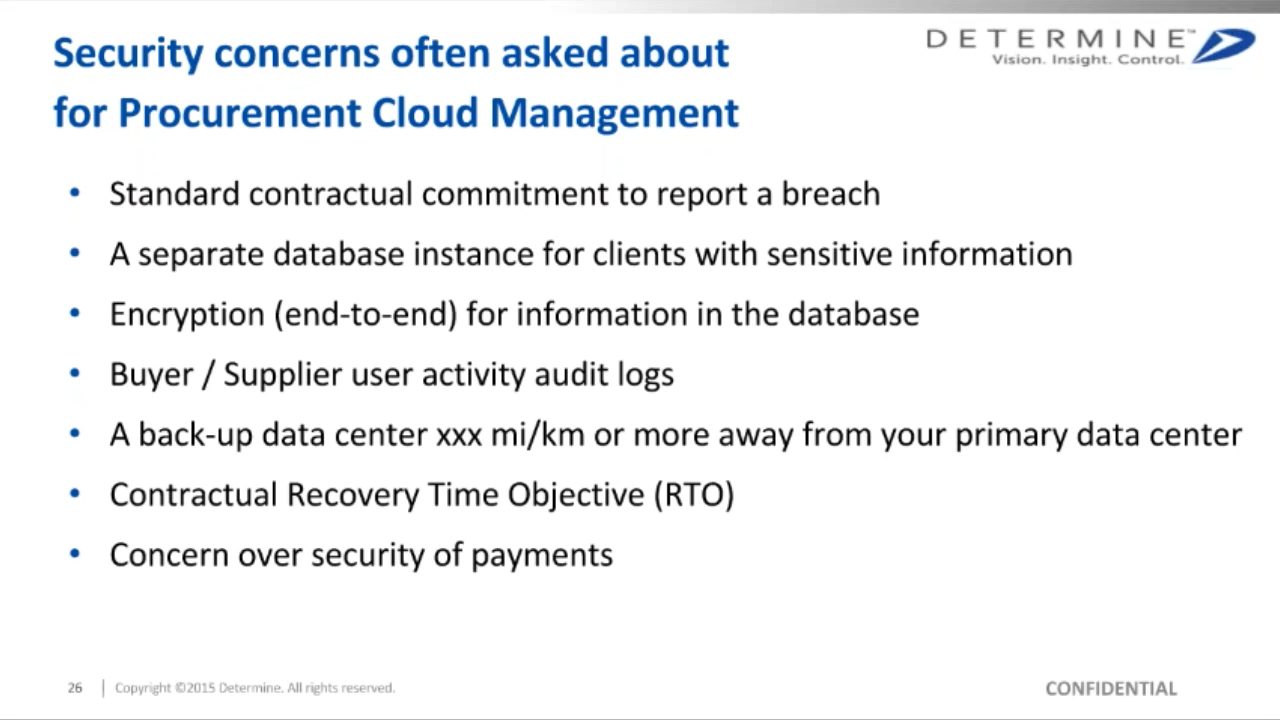 Security concerns often asked about
for Procurement Cloud Management
DETERMINE™
Vision. Insight. Control.
• Standard contractual commitment to report a breach
• A separate database instance for clients with sensitive information
• Encryption (end-to-end) for information in the database
• Buyer / Supplier user activity audit logs
• A back-up data center xxx mi/km or more away from your primary data center
• Contractual Recovery Time Objective (RTO)
• Concern over security of payments
26 | Copyright ©2015 Determine. All rights reserved.
CONFIDENTIAL